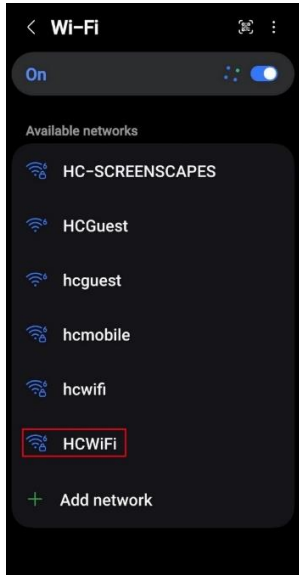 Wi-Fi
On
Available networks
HC-SCREENSCAPES
HCGuest
hcguest
hcmobile
hcwifi
HCWiFi
Add network